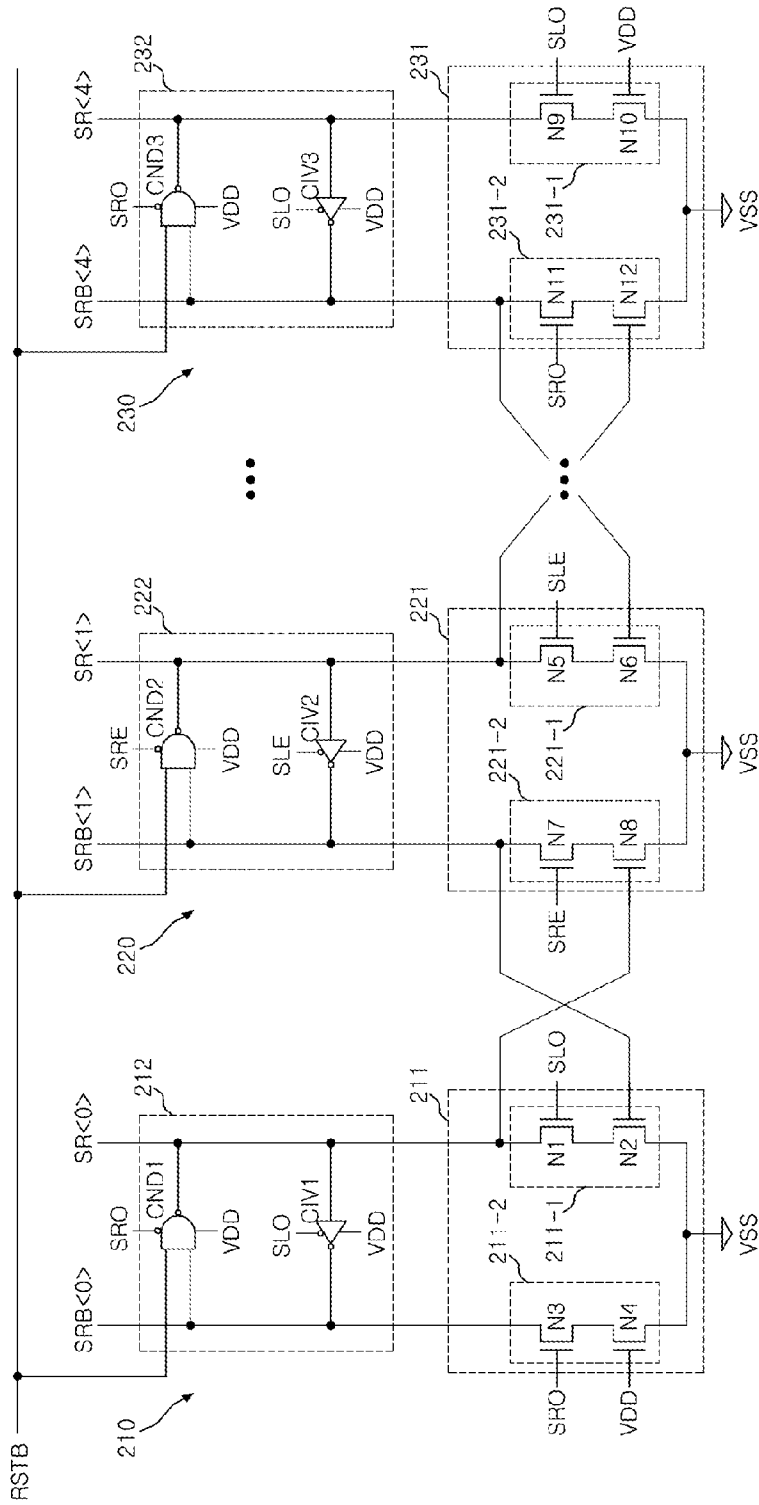 RSTB
SRB<0>
SR<0>
SRB<1>
SR<1>
SRB<4>
SR<4>
212
222
232
SRO
CND1
VDD
SRE
CND2
VDD
SRO
CND3
VDD
SLO
CIV1
VDD
SLE
CIV2
VDD
SLO
CIV3
VDD
210
220
230
211
221
231
211-2
211-1
221-2
221-1
231-2
231-1
SRO
N3
N1
SLO
VDD
N4
N2
SRE
N7
N5
SLE
N8
N6
SRO
N11
N9
SLO
N12
N10
VDD
VSS
VSS
VSS